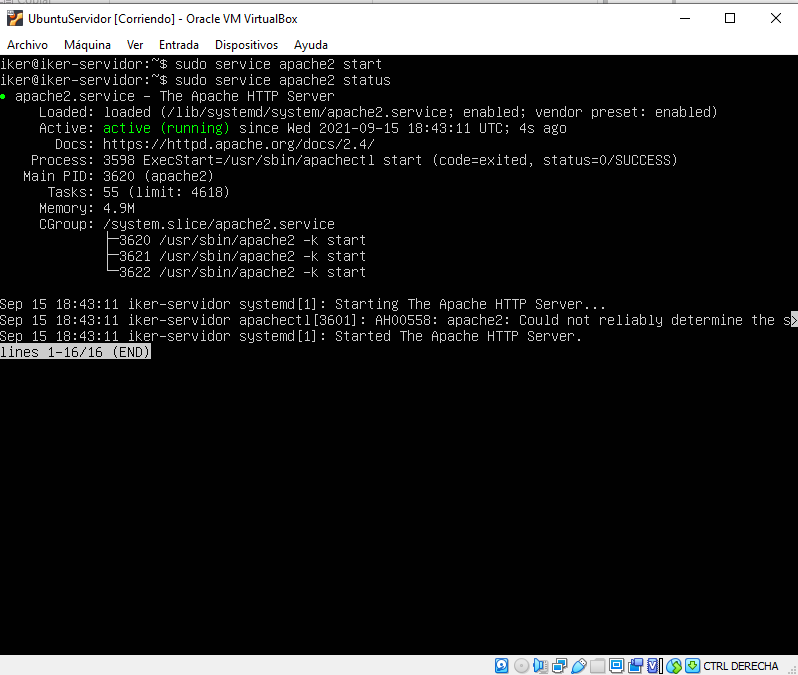 UbuntuServidor [Corriendo] - Oracle VM VirtualBox
Archivo Máquina Ver Entrada Dispositivos Ayuda
iker@iker-servidor:~$ sudo service apache2 start
iker@iker-servidor:~$ sudo service apache2 status
● apache2.service - The Apache HTTP Server
Loaded: loaded (/lib/systemd/system/apache2.service; enabled; vendor preset: enabled)
Active: active (running) since Wed 2021-09-15 18:43:11 UTC; 4s ago
Docs: https://httpd.apache.org/docs/2.4/
Process: 3598 ExecStart=/usr/sbin/apachectl start (code=exited, status=0/SUCCESS)
Main PID: 3620 (apache2)
Tasks: 55 (limit: 4618)
Memory: 4.9M
CGroup: /system.slice/apache2.service
├─3620 /usr/sbin/apache2 -k start
├─3621 /usr/sbin/apache2 -k start
└─3622 /usr/sbin/apache2 -k start
Sep 15 18:43:11 iker-servidor systemd[1]: Starting The Apache HTTP Server...
Sep 15 18:43:11 iker-servidor apachectl[3601]: AH00558: apache2: Could not reliably determine the s>
Sep 15 18:43:11 iker-servidor systemd[1]: Started The Apache HTTP Server.
lines 1-16/16 (END)
CTRL DERECHA